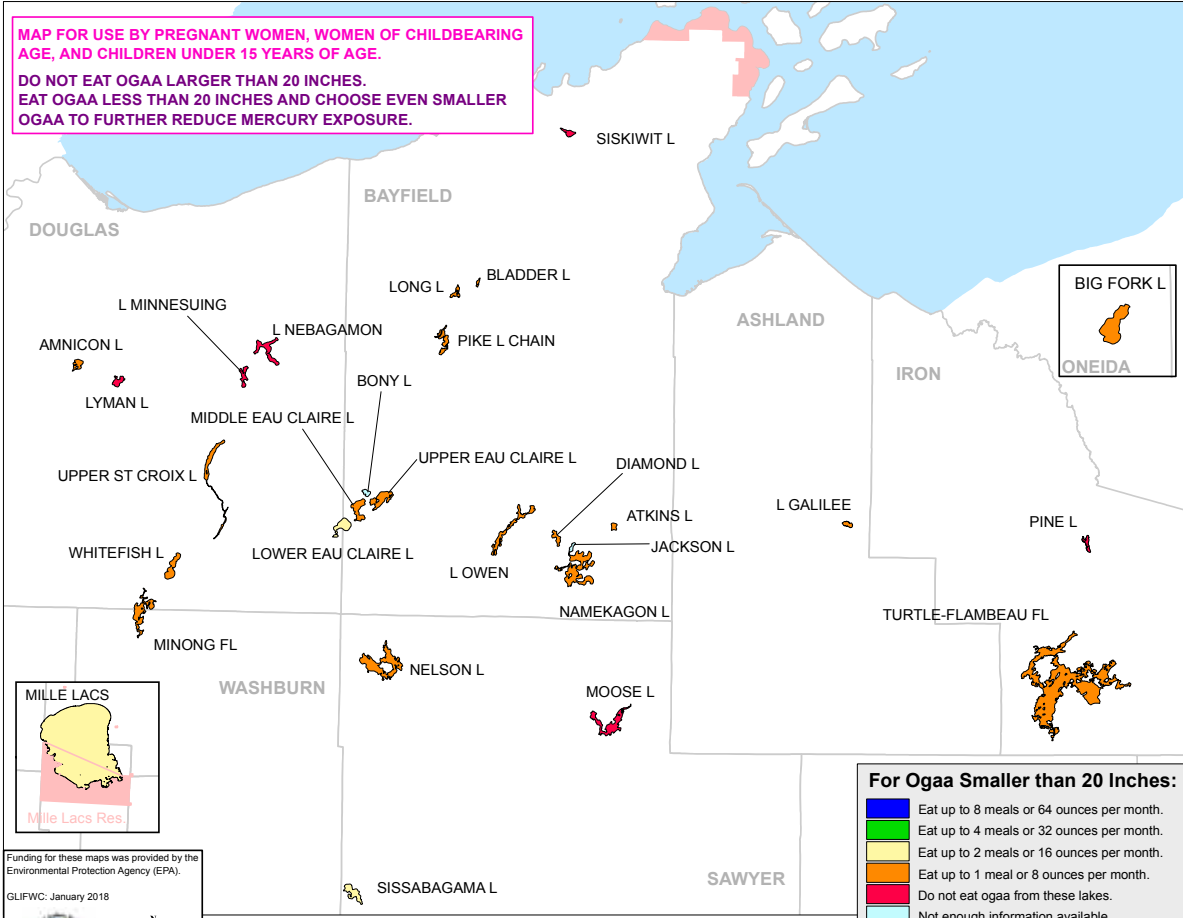 MAP FOR USE BY PREGNANT WOMEN, WOMEN OF CHILDBEARING
AGE, AND CHILDREN UNDER 15 YEARS OF AGE.
DO NOT EAT OGAA LARGER THAN 20 INCHES.
EAT OGAA LESS THAN 20 INCHES AND CHOOSE EVEN SMALLER
OGAA TO FURTHER REDUCE MERCURY EXPOSURE.
SISKIWIT L
BAYFIELD
DOUGLAS
BLADDER L
LONG L
BIG FORK L
L MINNESUING
L NEBAGAMON
ASHLAND
AMNICON L
PIKE L CHAIN
ONEIDA
IRON
BONY L
LYMAN L
MIDDLE EAU CLAIRE L
UPPER EAU CLAIRE L
DIAMOND L
UPPER ST CROIX L
L GALILEE
ATKINS L
PINE L
JACKSON L
WHITEFISH L
LOWER EAU CLAIRE L
L OWEN
NAMEKAGON L
TURTLE-FLAMBEAU FL
MINONG FL
NELSON L
WASHBURN
MOOSE L
MILLE LACS
Mille Lacs Res.
For Ogaa Smaller than 20 Inches:
Eat up to 8 meals or 64 ounces per month.
Eat up to 4 meals or 32 ounces per month.
Eat up to 2 meals or 16 ounces per month.
Eat up to 1 meal or 8 ounces per month.
Do not eat ogaa from these lakes.
Not enough information available
Funding for these maps was provided by the
Environmental Protection Agency (EPA).
GLIFWC: January 2018
N
SISSABAGAMA L
SAWYER